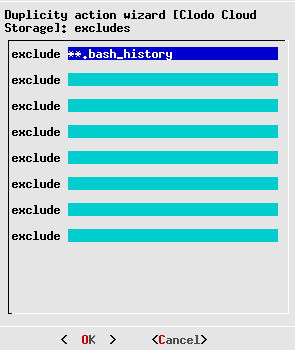 Duplicity action wizard [Clodo Cloud
Storage]: excludes
exclude **.bash_history
exclude
exclude
exclude
exclude
exclude
exclude
exclude
< OK > <Cancel>